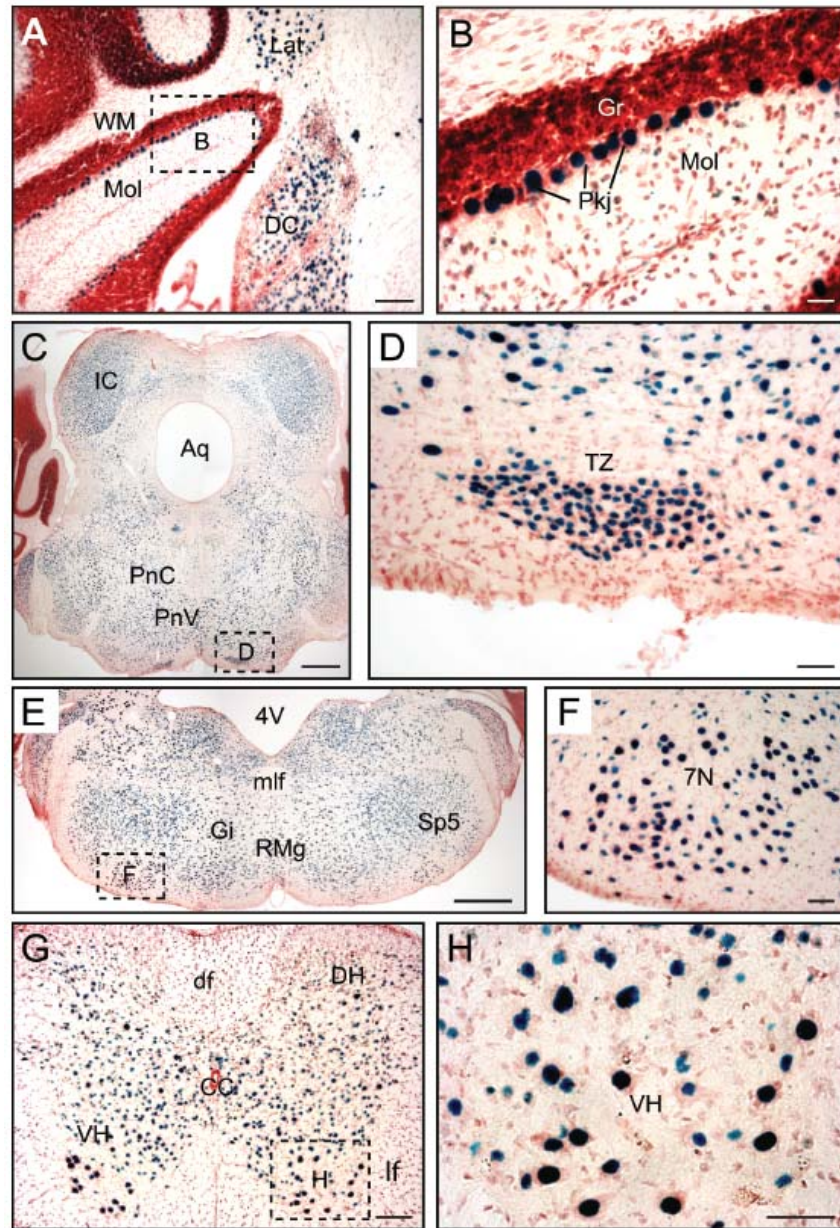 A
Lat
WM
B
Mol
DC
B
Gr
Mol
Pkj
C
IC
Aq
PnC
PnV
D
D
TZ
E
4V
mlf
Gi
Sp5
RMg
F
F
7N
G
df
DH
CC
VH
H
lf
H
VH